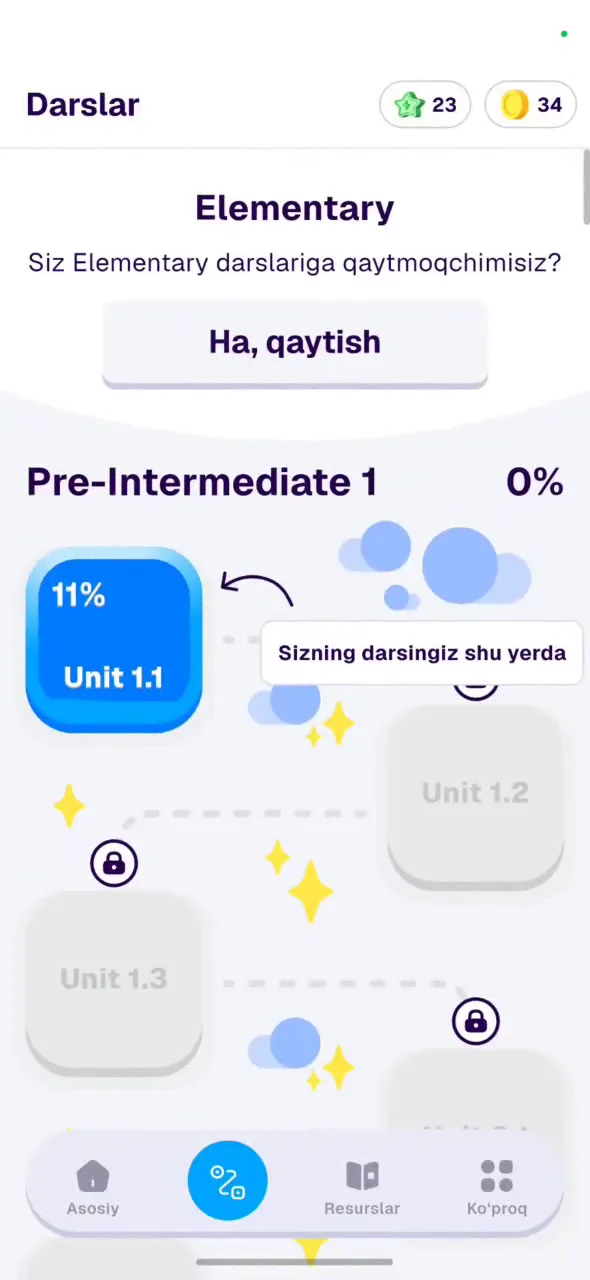 Darslar
23
34
Elementary
Siz Elementary darslariga qaytmoqchimisiz?
Ha, qaytish
Pre-Intermediate 1
0%
11%
Unit 1.1
Sizning darsingiz shu yerda
Unit 1.2
Unit 1.3
Asosiy
Resurslar
Ko‘proq